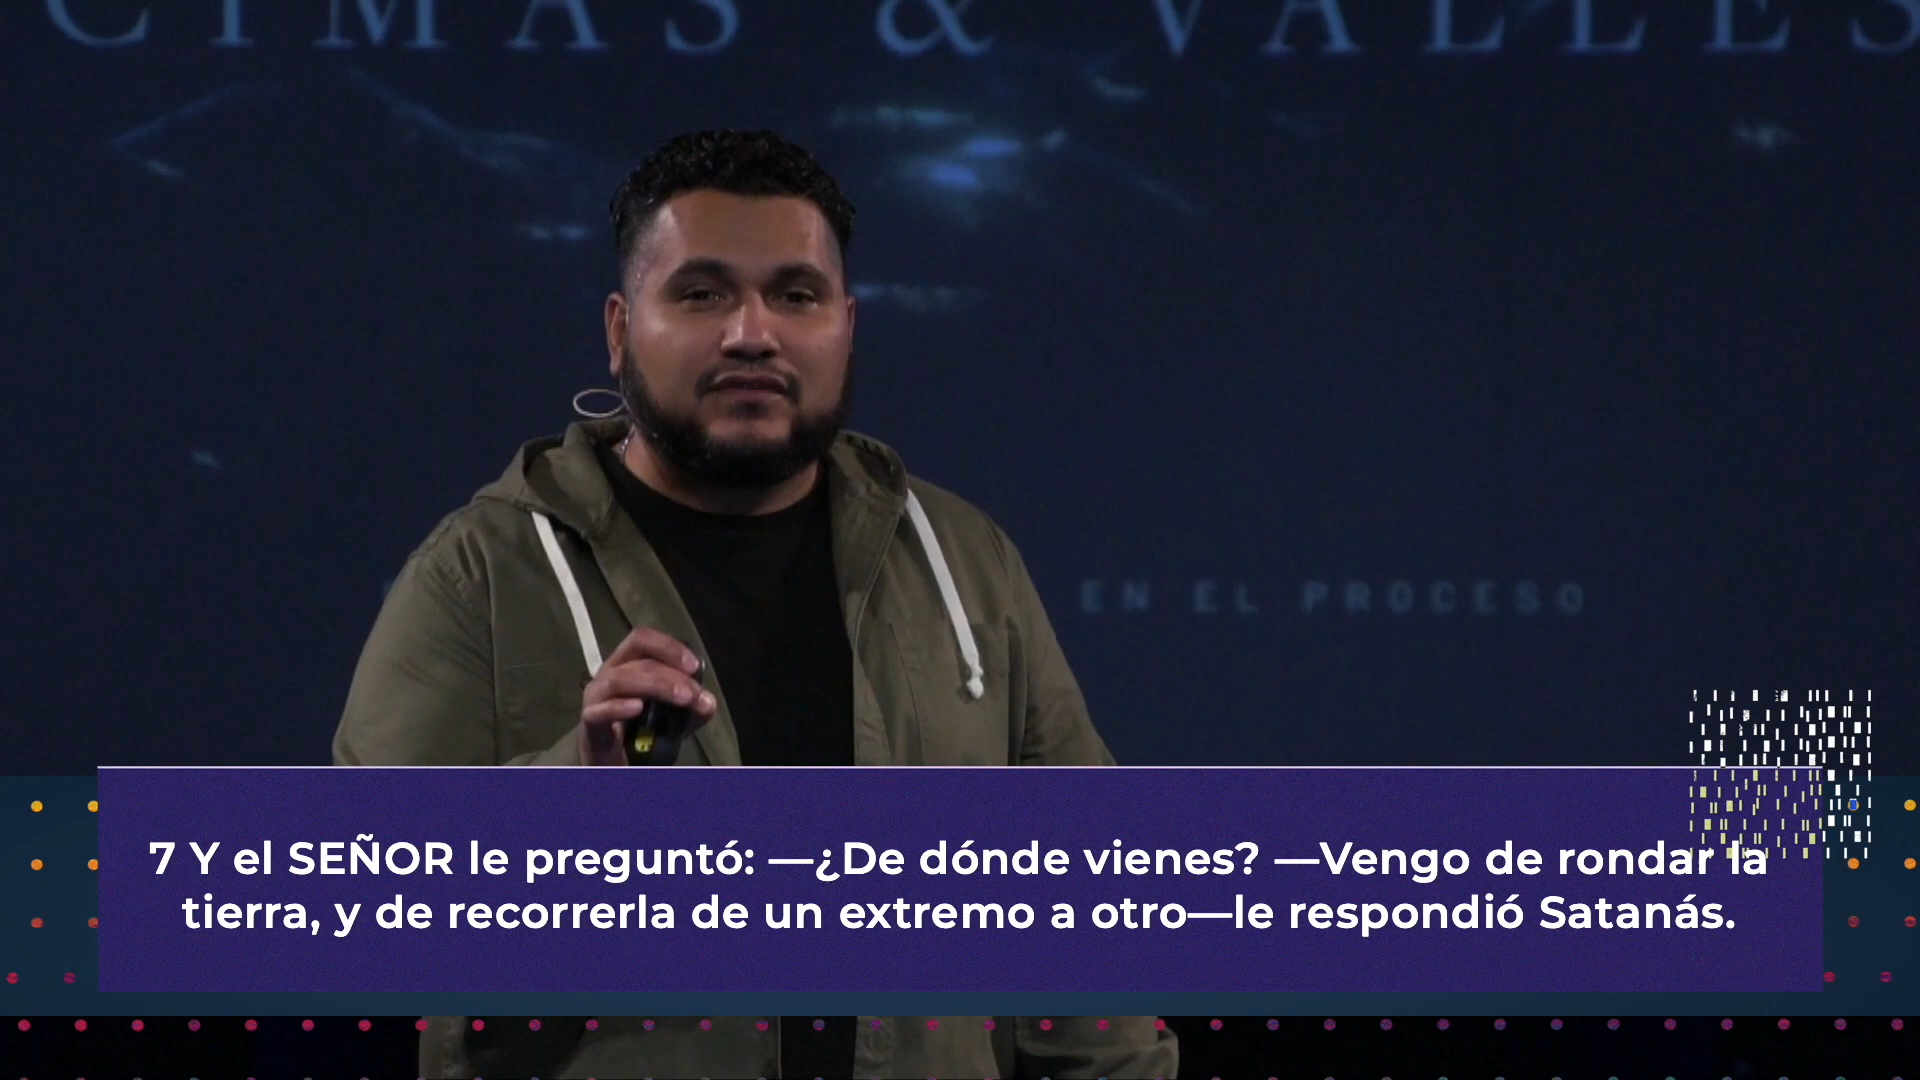 CIMAS & VALLES
EN EL PROCESO
7 Y el SEÑOR le preguntó: —¿De dónde vienes? —Vengo de rondar la
tierra, y de recorrerla de un extremo a otro—le respondió Satanás.